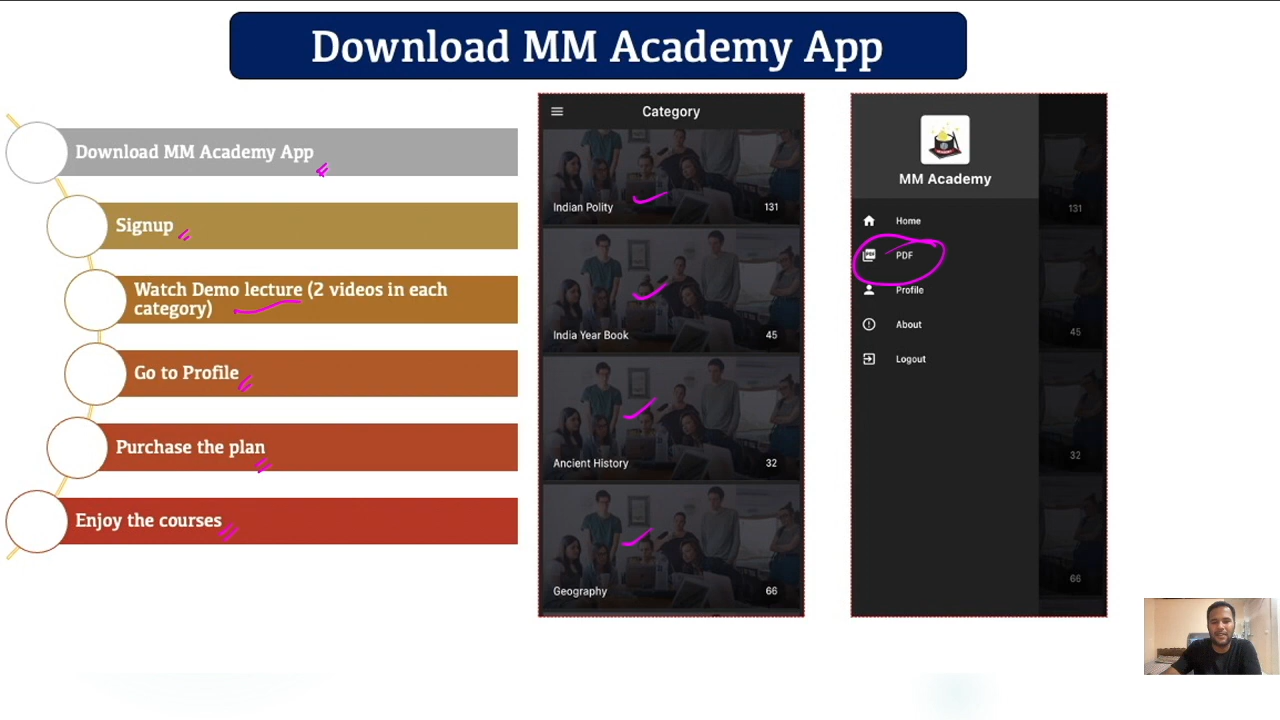 Download MM Academy App
Download MM Academy App
Signup
Watch Demo lecture (2 videos in each
category)
Go to Profile
Purchase the plan
Enjoy the courses
Category
Indian Polity 131
India Year Book 45
Ancient History 32
Geography 66
MM Academy
Home
PDF
Profile
About
Logout
131
45
32
66